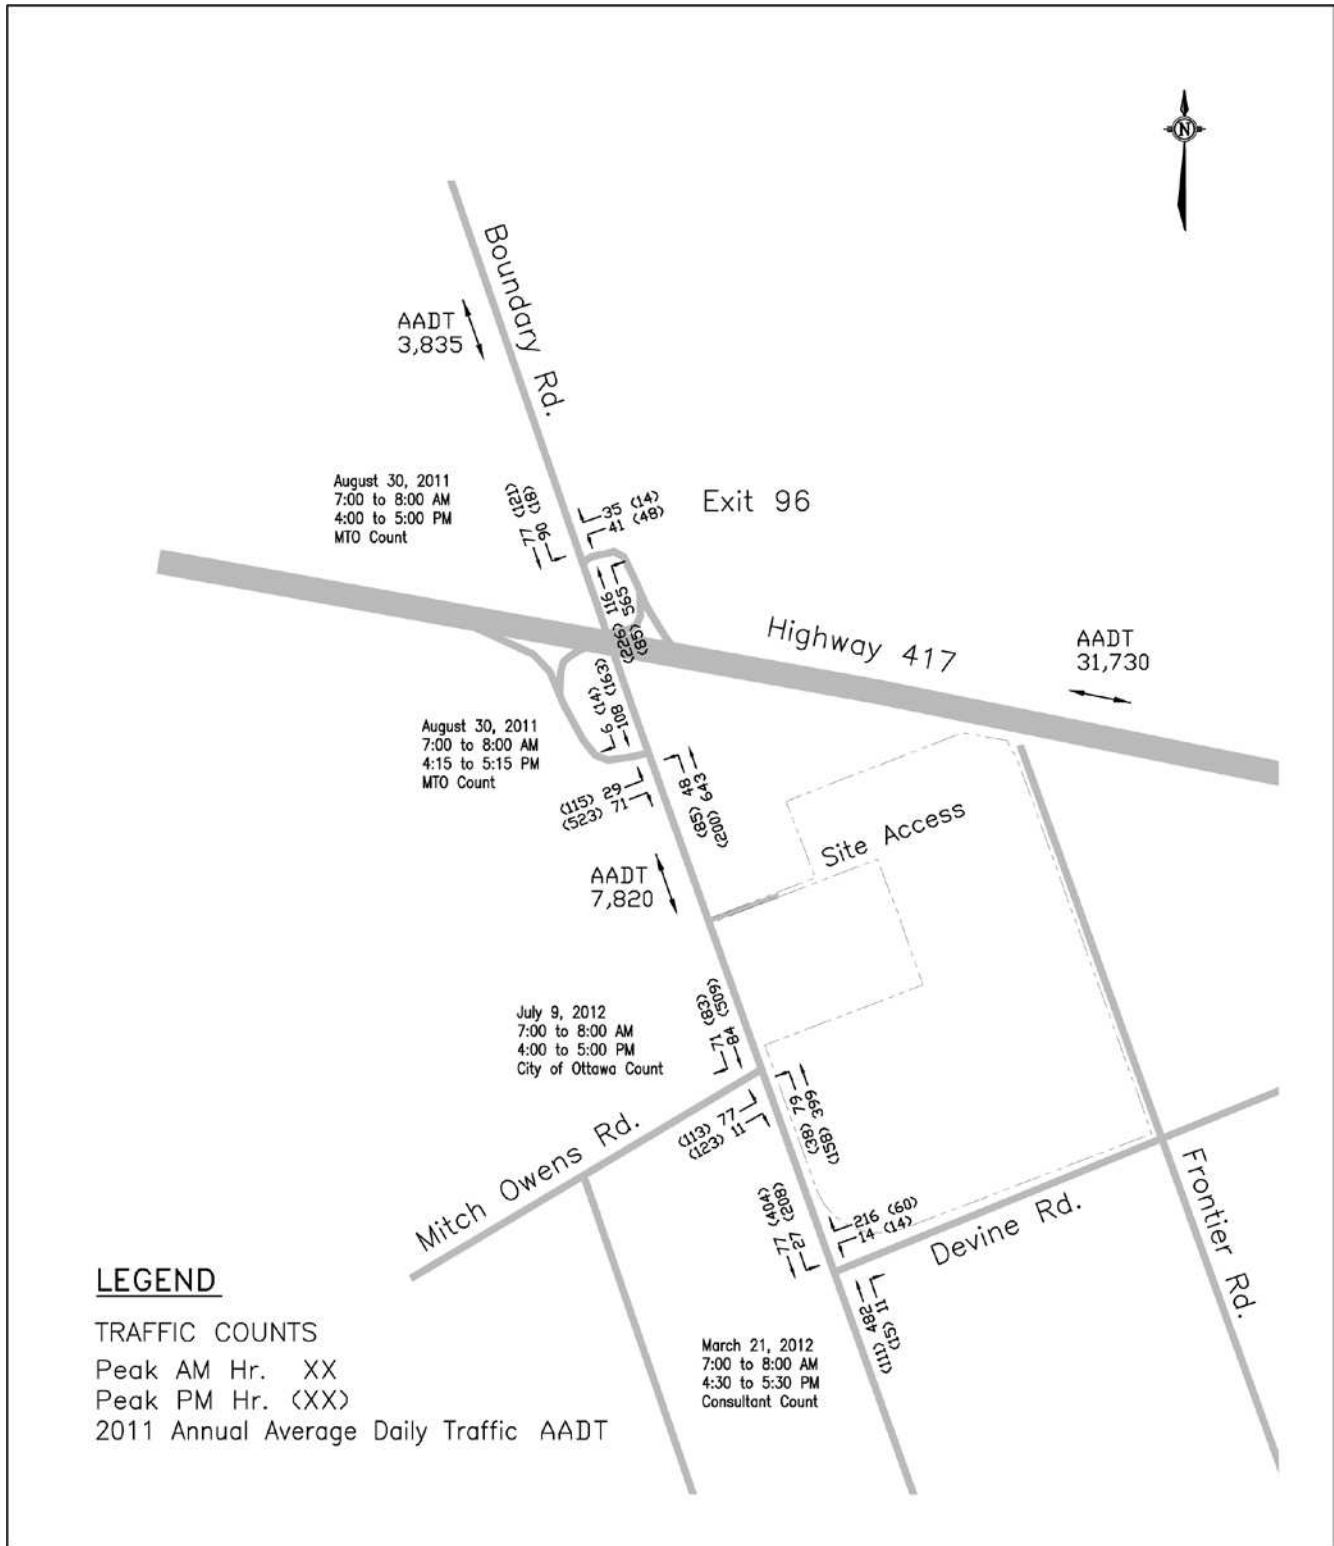 N
Boundary Rd.
AADT
3,835
August 30, 2011
7:00 to 8:00 AM
4:00 to 5:00 PM
MTO Count
77 (121)
90 (18)
35 (14)
41 (48)
Exit 96
(226) 116
(85) 565
Highway 417
AADT
31,730
August 30, 2011
7:00 to 8:00 AM
4:15 to 5:15 PM
MTO Count
6 (14)
108 (163)
(115) 29
(523) 71
(85) 48
(200) 643
Site Access
AADT
7,820
July 9, 2012
7:00 to 8:00 AM
4:00 to 5:00 PM
City of Ottawa Count
71 (83)
84 (509)
(113) 77
(123) 11
(38) 79
(158) 399
Mitch Owens Rd.
77 (404)
27 (208)
216 (60)
14 (14)
Devine Rd.
Frontier Rd.
(111) 482
(15) 11
March 21, 2012
7:00 to 8:00 AM
4:30 to 5:30 PM
Consultant Count
LEGEND
TRAFFIC COUNTS
Peak AM Hr. XX
Peak PM Hr. (XX)
2011 Annual Average Daily Traffic AADT